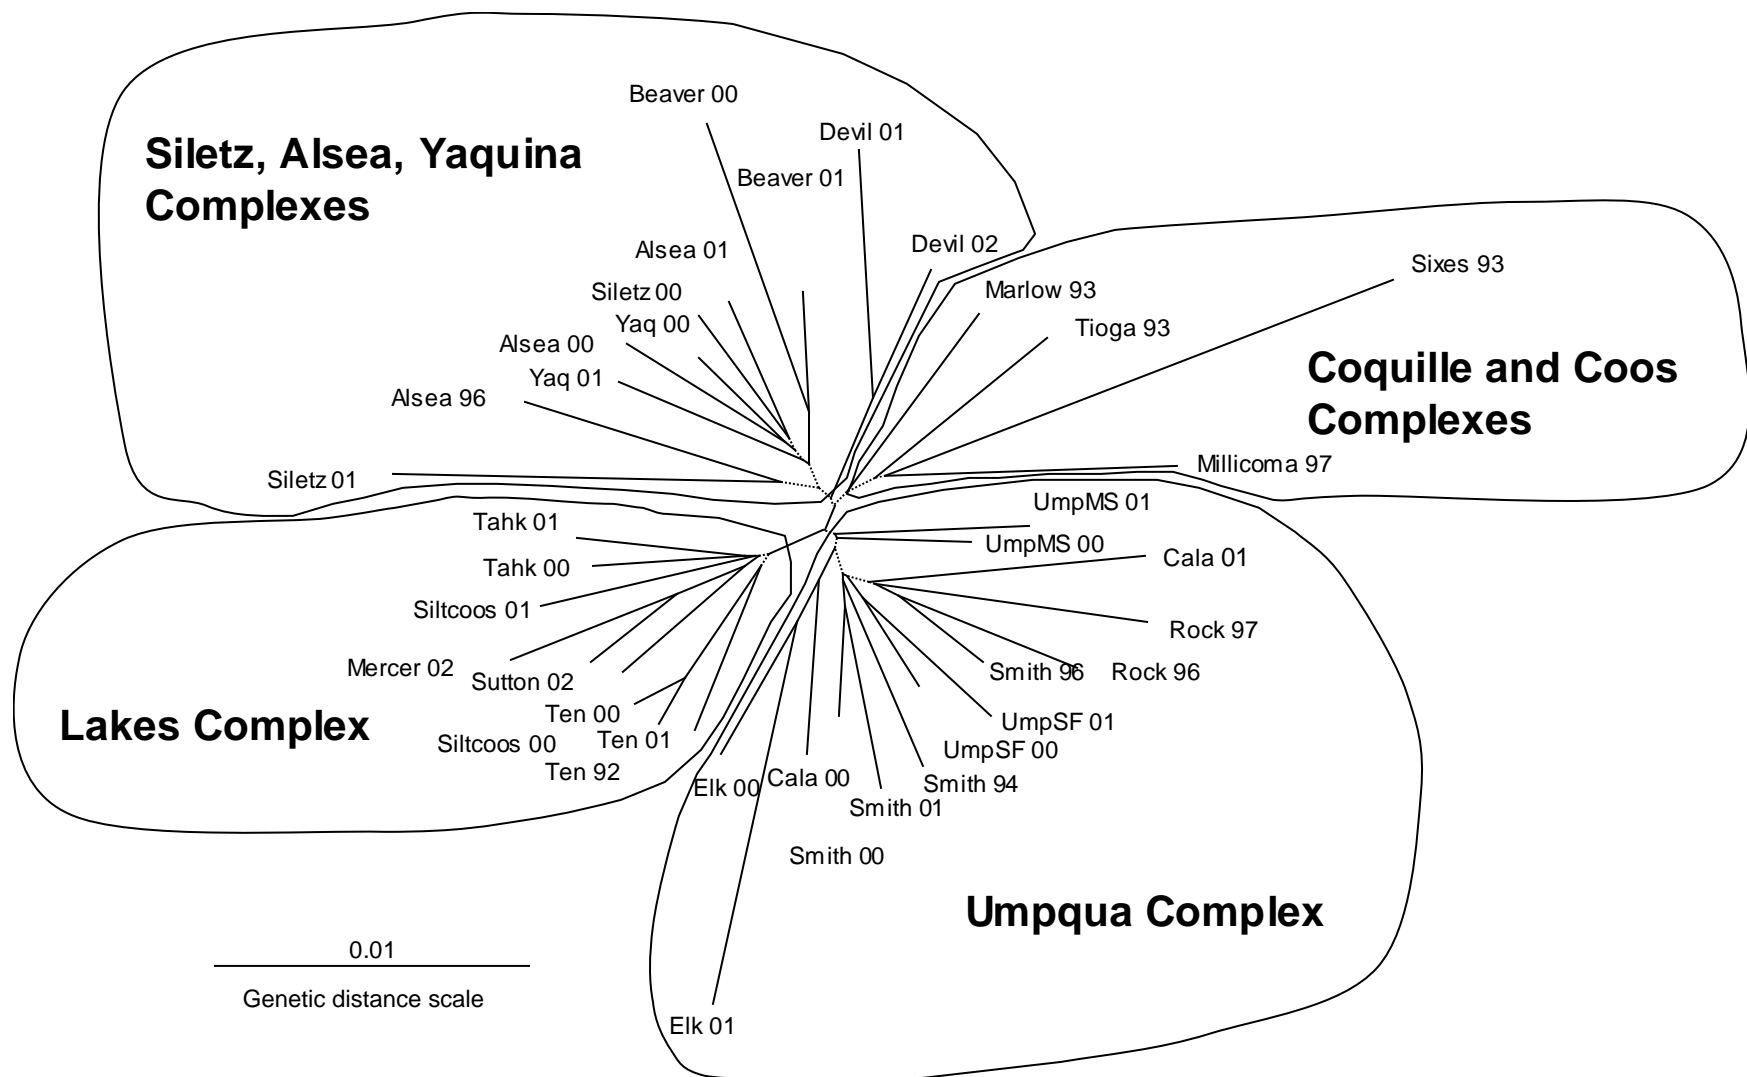 Beaver 00
Devil 01
Siletz, Alsea, Yaquina
Complexes
Beaver 01
Alsea 01
Devil 02
Sixes 93
Siletz 00
Marlow 93
Yaq 00
Tioga 93
Alsea 00
Yaq 01
Alsea 96
Coquille and Coos
Complexes
Siletz 01
Millicoma 97
UmpMS 01
Tahk 01
UmpMS 00
Cala 01
Tahk 00
Siltcoos 01
Rock 97
Mercer 02
Sutton 02
Smith 96
Rock 96
Lakes Complex
Ten 00
UmpSF 01
Siltcoos 00
Ten 01
UmpSF 00
Ten 92
Elk 00
Cala 00
Smith 94
Smith 01
Smith 00
Umpqua Complex
0.01
Genetic distance scale
Elk 01